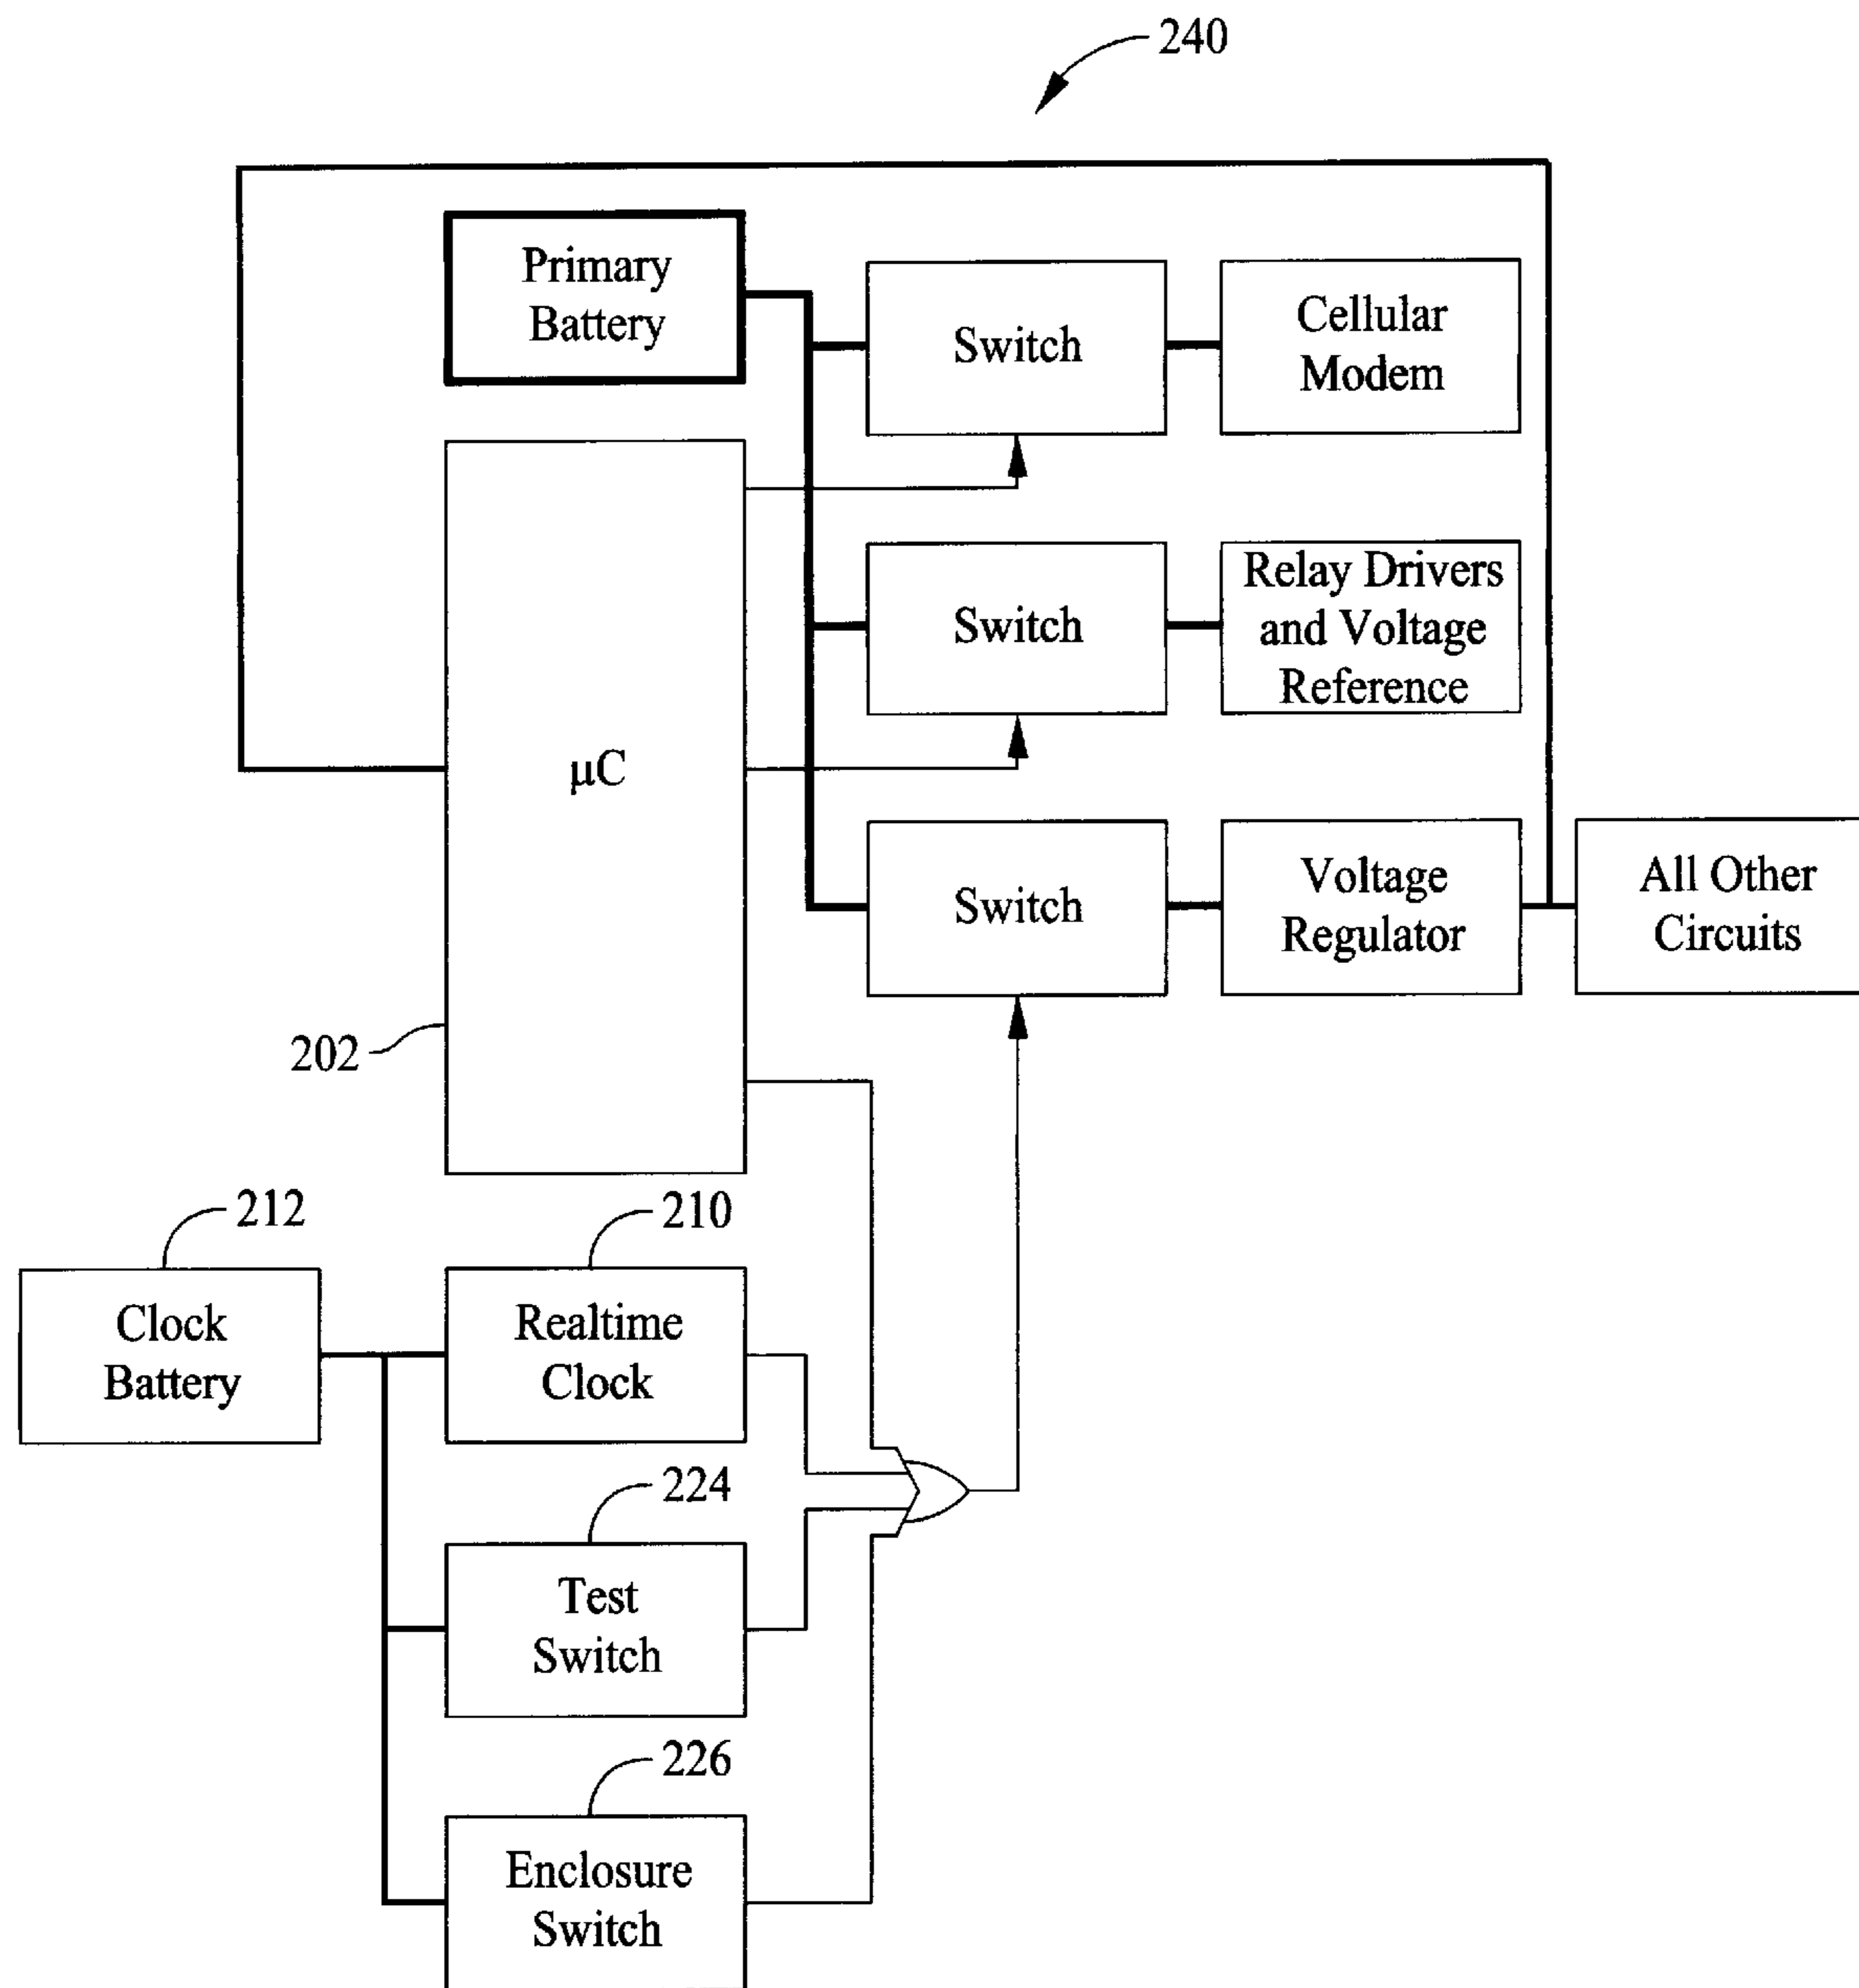 240
Primary
Battery
Switch
Cellular
Modem
Switch
Relay Drivers
and Voltage
Reference
μC
Switch
Voltage
Regulator
All Other
Circuits
202
212
210
Clock
Battery
Realtime
Clock
224
Test
Switch
226
Enclosure
Switch